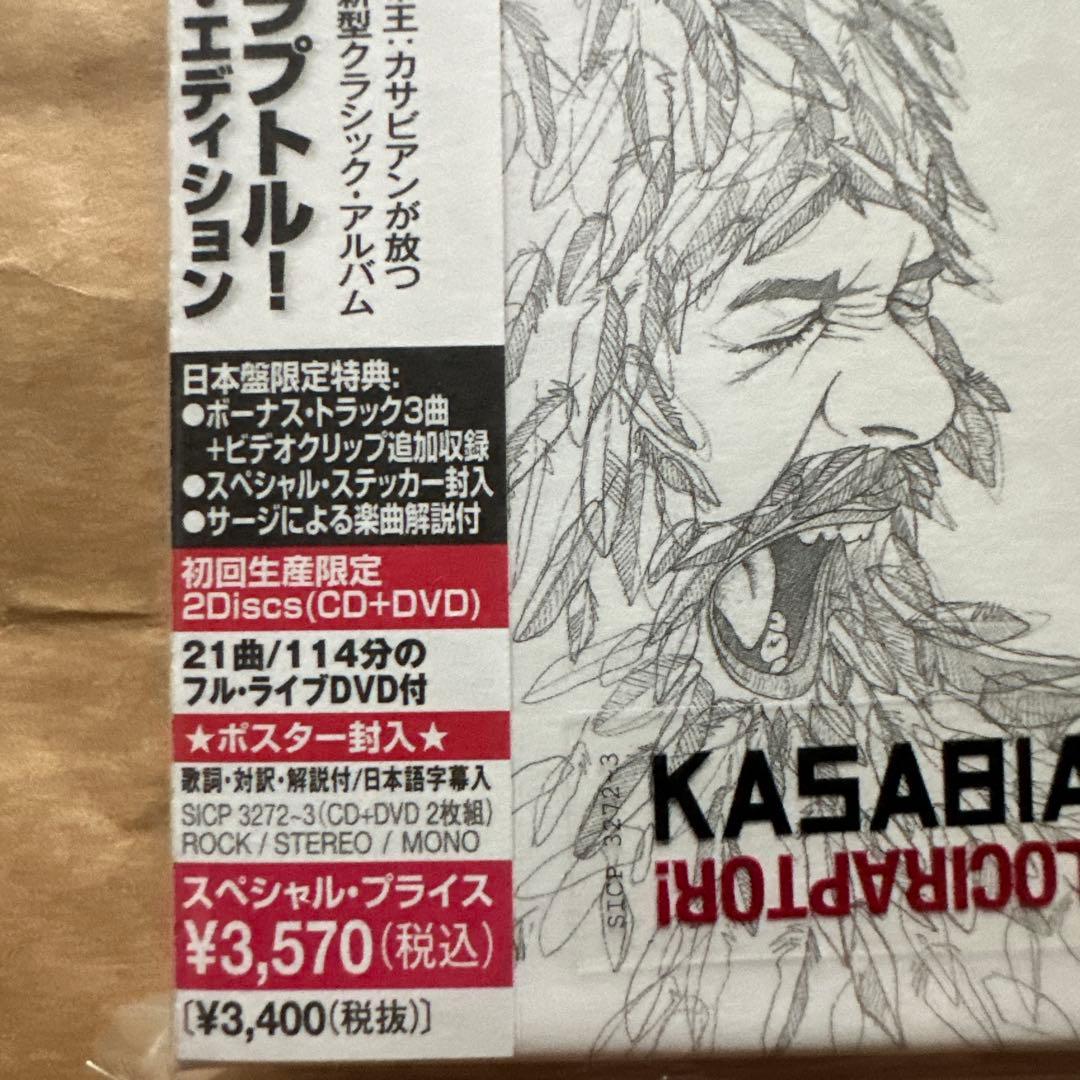 ラプトル!
エディション
王:カサビアンが放つ
新型クラシック・アルバム
日本盤限定特典:
●ボーナス・トラック3曲
+ビデオクリップ追加収録
●スペシャル・ステッカー封入
●サージによる楽曲解説付
初回生産限定
2Discs(CD+DVD)
21曲/114分の
フル・ライブDVD付
★ポスター封入★
歌詞・対訳・解説付/日本語字幕入
SICP 3272~3(CD+DVD 2枚組)
ROCK / STEREO / MONO
スペシャル・プライス
¥3,570(税込)
[¥3,400(税抜)]
SICP 3272~3
KASABIA
LOCIRAPTOR!